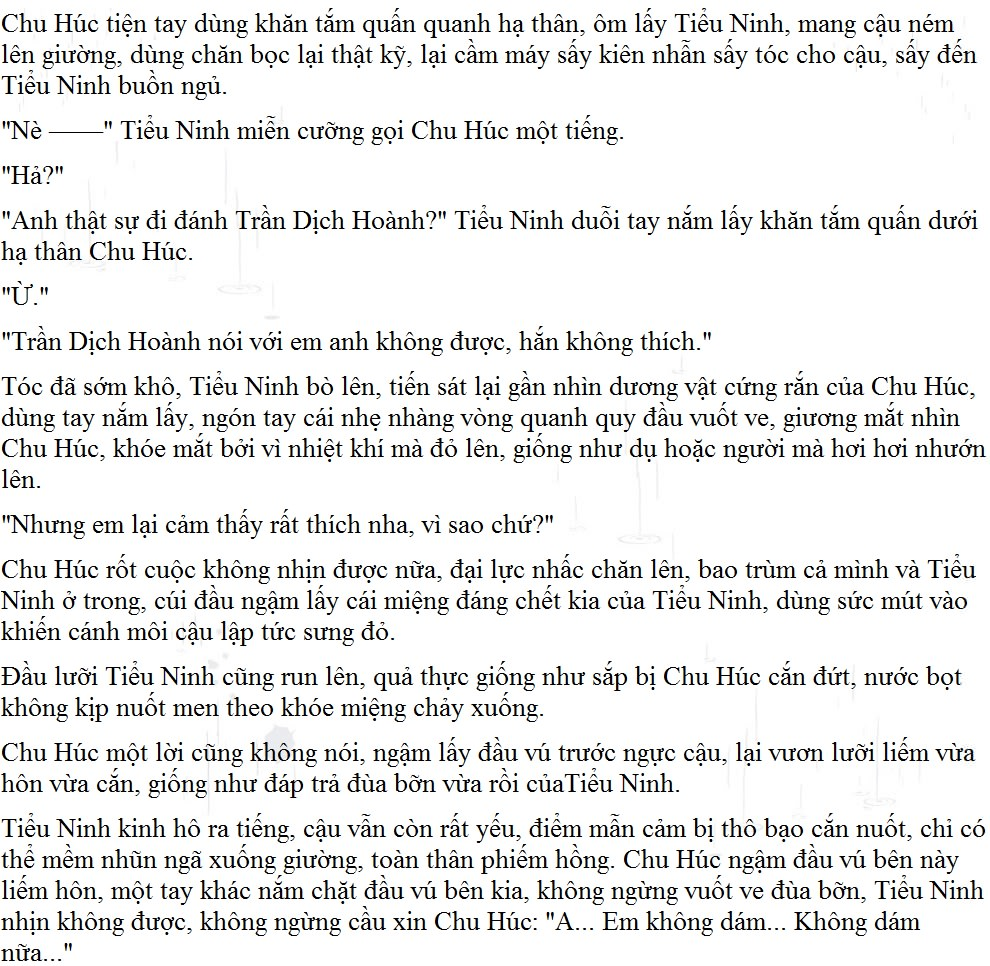 Chu Húc tiện tay dùng khăn tắm quấn quanh hạ thân, ôm lấy Tiểu Ninh, mang cậu ném
lên giường, dùng chăn bọc lại thật kỹ, lại cầm máy sấy kiên nhẫn sấy tóc cho cậu, sấy đến
Tiểu Ninh buồn ngủ.
"Nè ——" Tiểu Ninh miễn cưỡng gọi Chu Húc một tiếng.
"Hả?"
"Anh thật sự đi đánh Trần Dịch Hoành?" Tiểu Ninh duỗi tay nắm lấy khăn tắm quấn dưới
hạ thân Chu Húc.
"Ừ."
"Trần Dịch Hoành nói với em anh không được, hắn không thích."
Tóc đã sớm khô, Tiểu Ninh bò lên, tiến sát lại gần nhìn dương vật cứng rắn của Chu Húc,
dùng tay nắm lấy, ngón tay cái nhẹ nhàng vòng quanh quy đầu vuốt ve, giương mắt nhìn
Chu Húc, khóe mắt bởi vì nhiệt khí mà đỏ lên, giống như dụ hoặc người mà hơi hơi nhướn
lên.
"Nhưng em lại cảm thấy rất thích nha, vì sao chứ?"
Chu Húc rốt cuộc không nhịn được nữa, đại lực nhấc chăn lên, bao trùm cả mình và Tiểu
Ninh ở trong, cúi đầu ngậm lấy cái miệng đáng chết kia của Tiểu Ninh, dùng sức mút vào
khiến cánh môi cậu lập tức sưng đỏ.
Đầu lưỡi Tiểu Ninh cũng run lên, quả thực giống như sắp bị Chu Húc cắn đứt, nước bọt
không kịp nuốt men theo khóe miệng chảy xuống.
Chu Húc một lời cũng không nói, ngậm lấy đầu vú trước ngực cậu, lại vươn lưỡi liếm vừa
hôn vừa cắn, giống như đáp trả đùa bỡn vừa rồi củaTiểu Ninh.
Tiểu Ninh kinh hô ra tiếng, cậu vẫn còn rất yếu, điểm mẫn cảm bị thô bạo cắn nuốt, chỉ có
thể mềm nhũn ngã xuống giường, toàn thân phiếm hồng. Chu Húc ngậm đầu vú bên này
liếm hôn, một tay khác nắm chặt đầu vú bên kia, không ngừng vuốt ve đùa bỡn, Tiểu Ninh
nhịn không được, không ngừng cầu xin Chu Húc: "A... Em không dám... Không dám
nữa..."